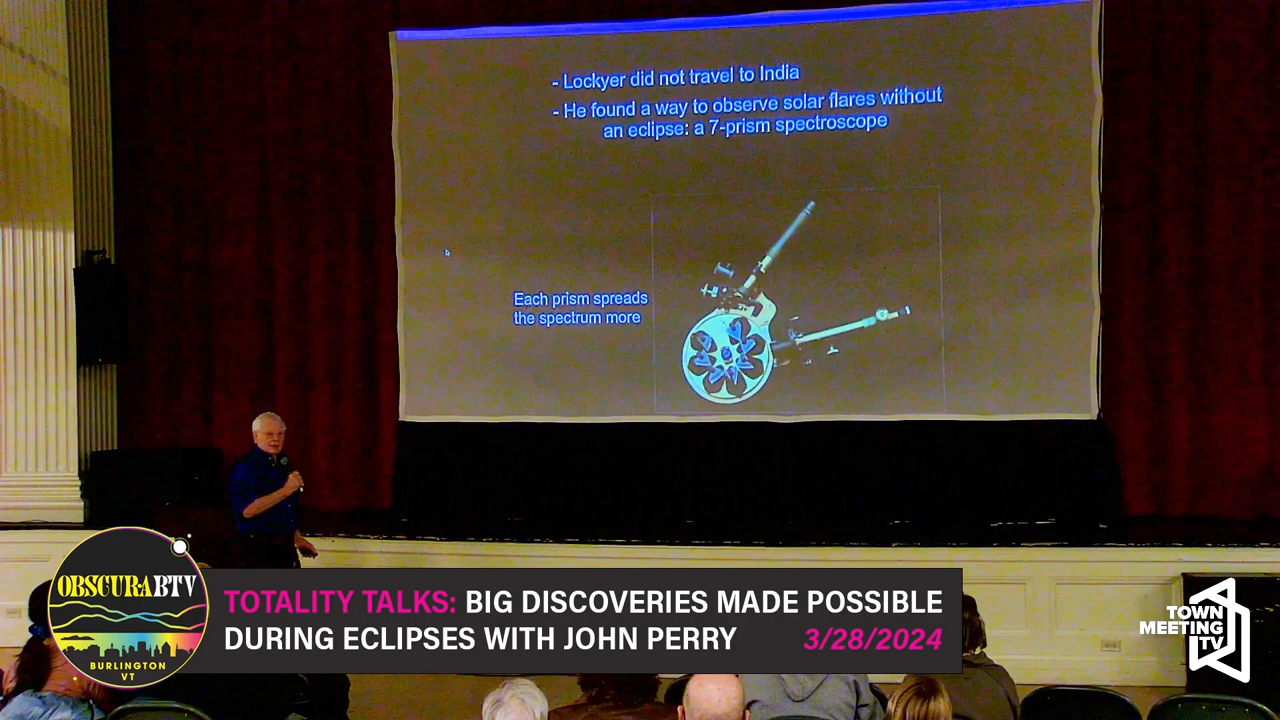 - Lockyer did not travel to India
- He found a way to observe solar flares without
an eclipse: a 7-prism spectroscope
Each prism spreads
the spectrum more
OBSCURABTV
BURLINGTON
VT
TOTALITY TALKS: BIG DISCOVERIES MADE POSSIBLE
DURING ECLIPSES WITH JOHN PERRY 3/28/2024
TOWN
MEETING
TV